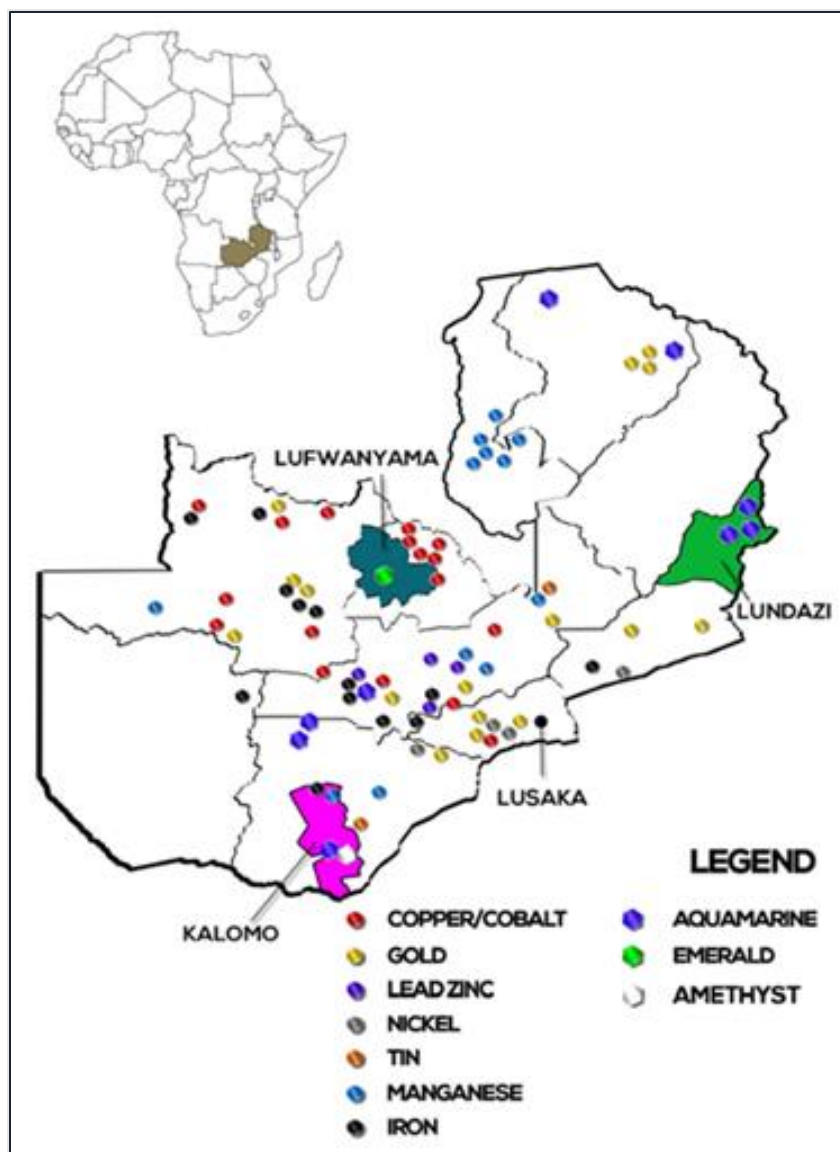 LUFWANYAMA
LUNDAZI
LUSAKA
KALOMO
LEGEND
COPPER/COBALT
GOLD
LEAD ZINC
NICKEL
TIN
MANGANESE
IRON
AQUAMARINE
EMERALD
AMETHYST